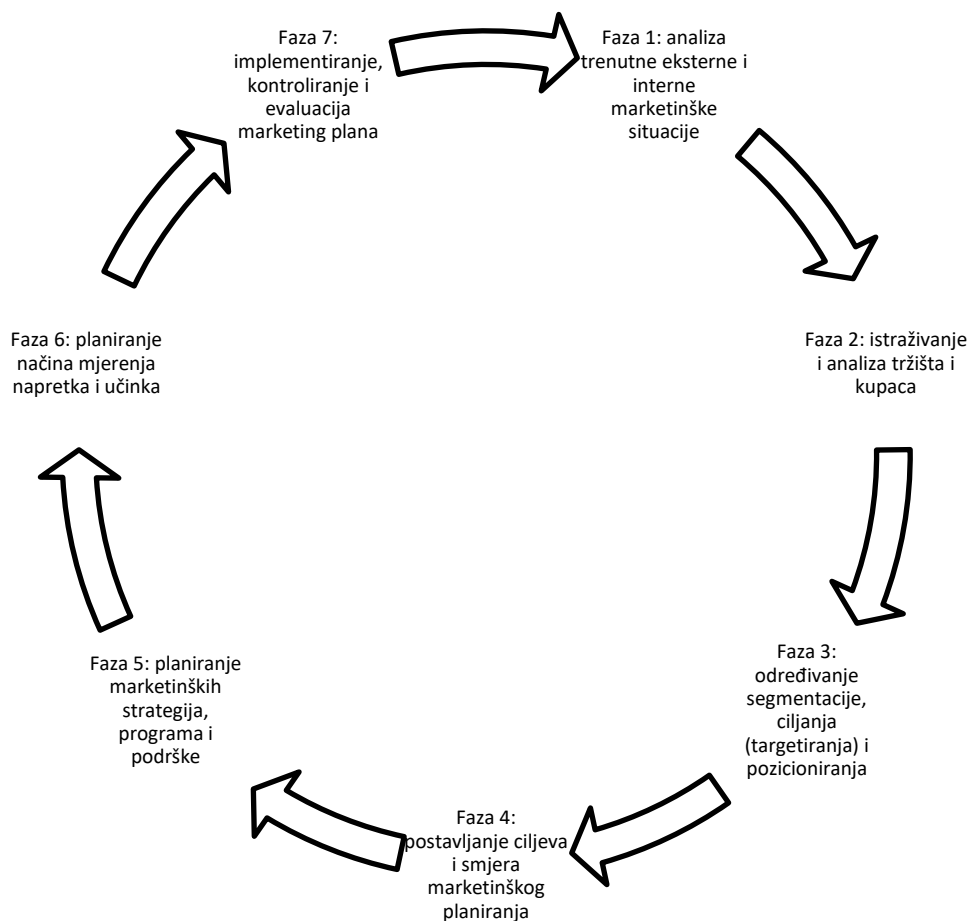 Faza 1: analiza
trenutne eksterne i
interne
marketinške
situacije
Faza 2: istraživanje
i analiza tržišta i
kupaca
Faza 3:
određivanje
segmentacije,
ciljanja
(targetiranja) i
pozicioniranja
Faza 4:
postavljanje ciljeva
i smjera
marketinškog
planiranja
Faza 5: planiranje
marketinških
strategija,
programa i
podrške
Faza 6: planiranje
načina mjerenja
napretka i učinka
Faza 7:
implementiranje,
kontroliranje i
evaluacija
marketing plana